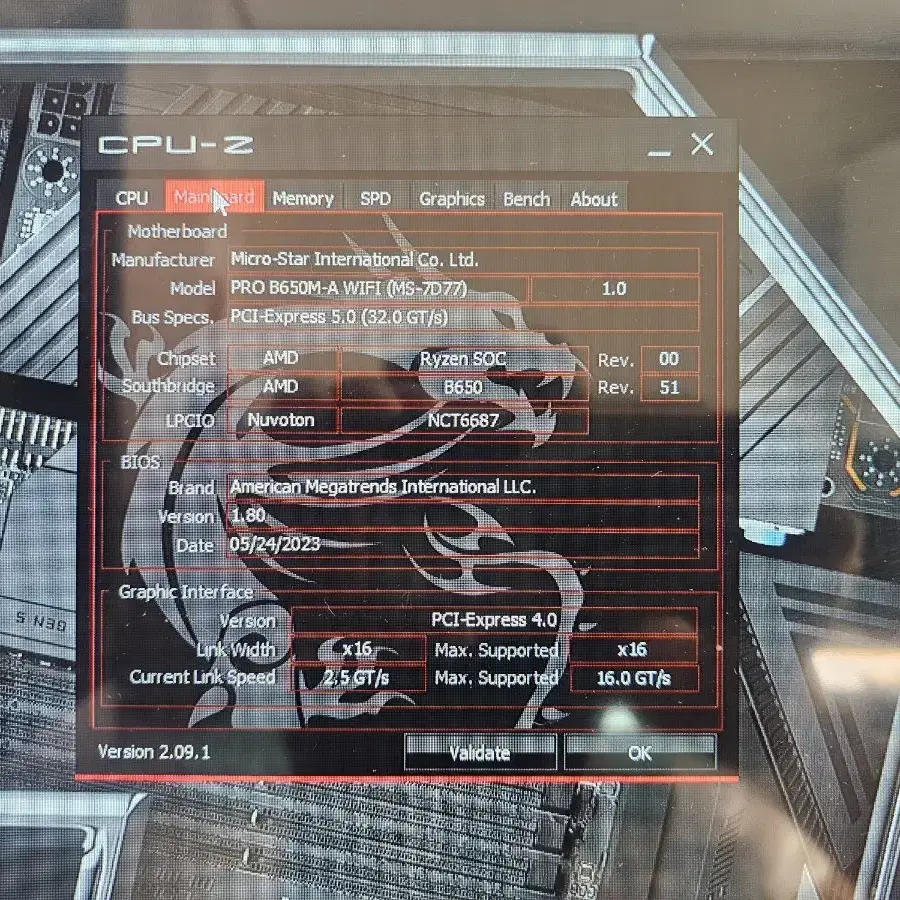 CPU-Z
CPU Mainboard Memory SPD Graphics Bench About
Motherboard
Manufacturer Micro-Star International Co. Ltd.
Model PRO B650M-A WIFI (MS-7D77) 1.0
Bus Specs. PCI-Express 5.0 (32.0 GT/s)
Chipset AMD Ryzen SOC Rev. 00
Southbridge AMD B650 Rev. 51
LPCIO Nuvoton NCT6687
BIOS
Brand American Megatrends International LLC.
Version 1.80
Date 05/24/2023
Graphic Interface
Version PCI-Express 4.0
Link Width x16 Max. Supported x16
Current Link Speed 2.5 GT/s Max. Supported 16.0 GT/s
Version 2.09.1 Validate OK
GEN 5